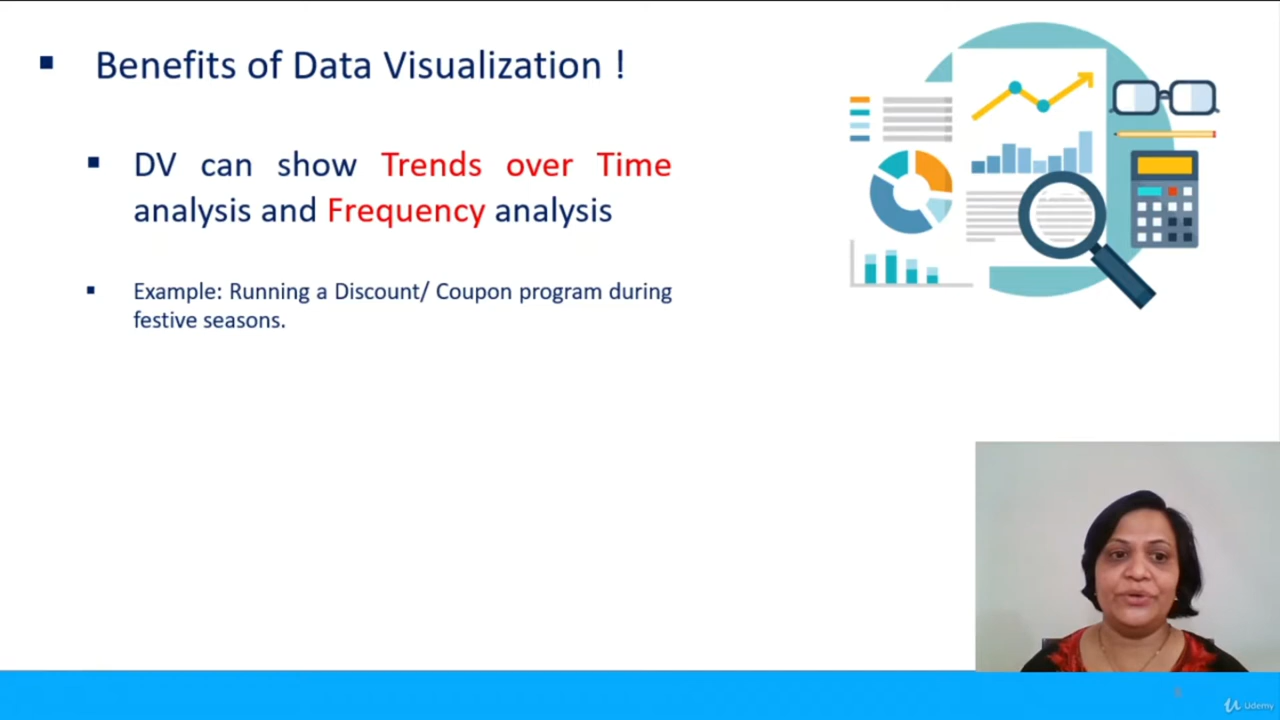 Benefits of Data Visualization !
DV can show Trends over Time
analysis and Frequency analysis
Example: Running a Discount/ Coupon program during
festive seasons.
Udemy